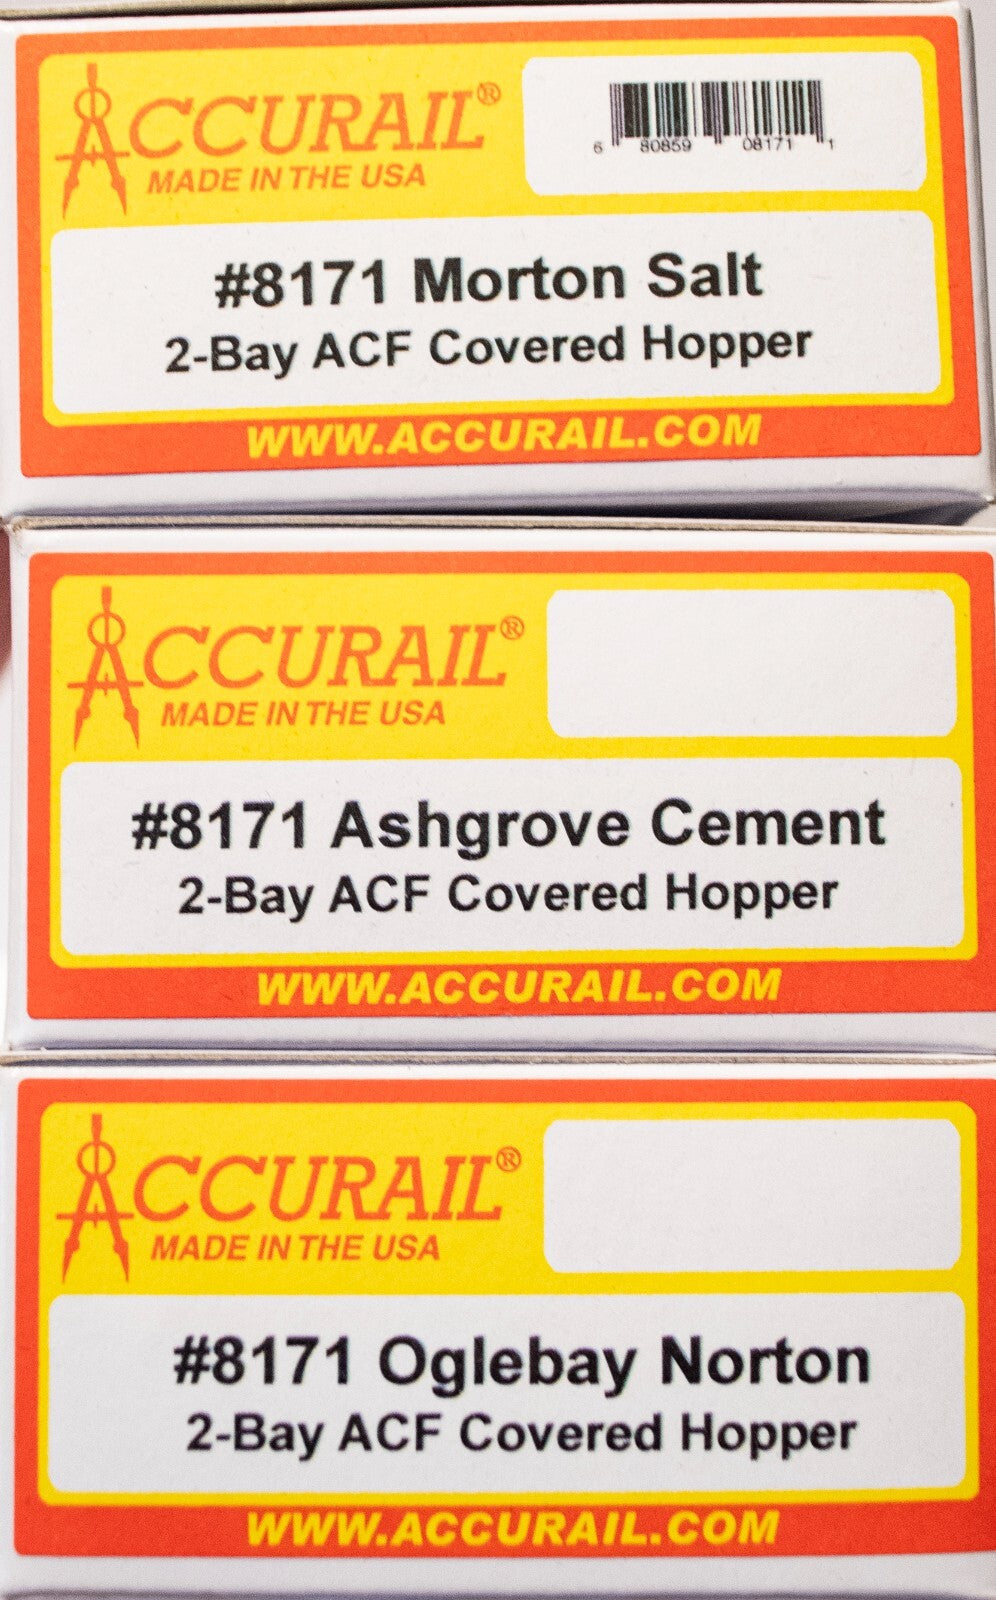 ACCURAIL®
MADE IN THE USA
6 80859 08171 1
#8171 Morton Salt
2-Bay ACF Covered Hopper
WWW.ACCURAIL.COM
ACCURAIL®
MADE IN THE USA
#8171 Ashgrove Cement
2-Bay ACF Covered Hopper
WWW.ACCURAIL.COM
ACCURAIL®
MADE IN THE USA
#8171 Oglebay Norton
2-Bay ACF Covered Hopper
WWW.ACCURAIL.COM